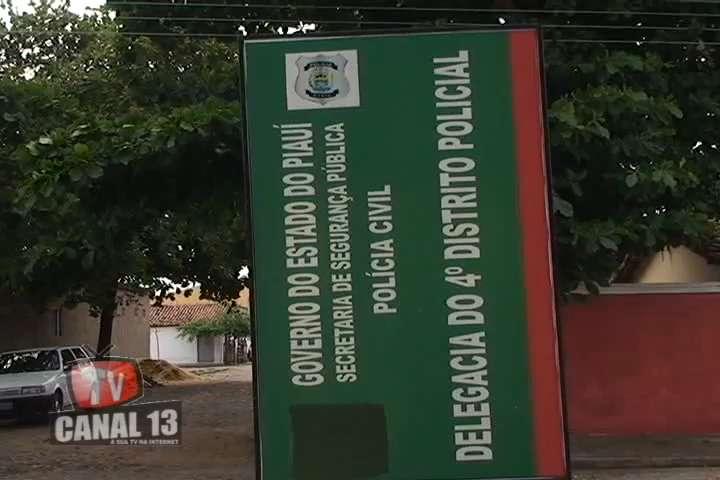 GOVERNO DO ESTADO DO PIAUÍ
SECRETARIA DE SEGURANÇA PÚBLICA
POLÍCIA CIVIL
DELEGACIA DO 4º DISTRITO POLICIAL
TV
CANAL 13
A SUA TV NA INTERNET